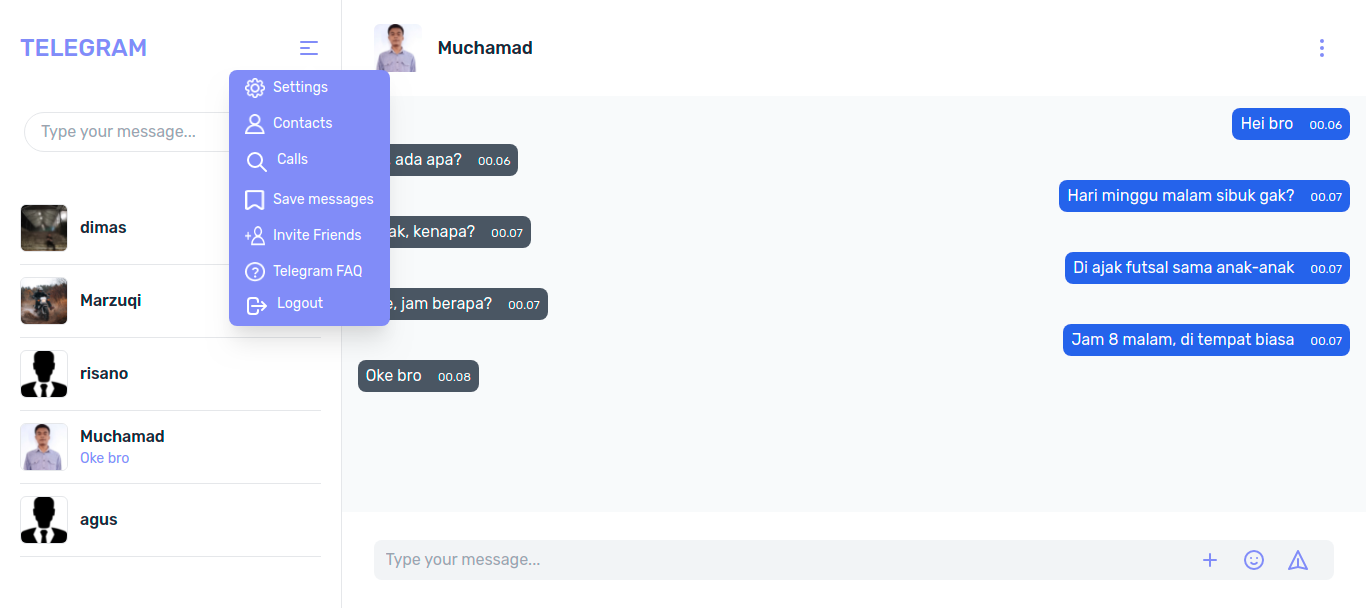 TELEGRAM
Settings
Contacts
Calls
Save messages
Invite Friends
Telegram FAQ
Logout
Type your message...
dimas
Marzuqi
risano
Muchamad
Oke bro
agus
Muchamad
Hei bro 00.06
ada apa? 00.06
Hari minggu malam sibuk gak? 00.07
kenapa? 00.07
Di ajak futsal sama anak-anak 00.07
jam berapa? 00.07
Jam 8 malam, di tempat biasa 00.07
Oke bro 00.08
Type your message...